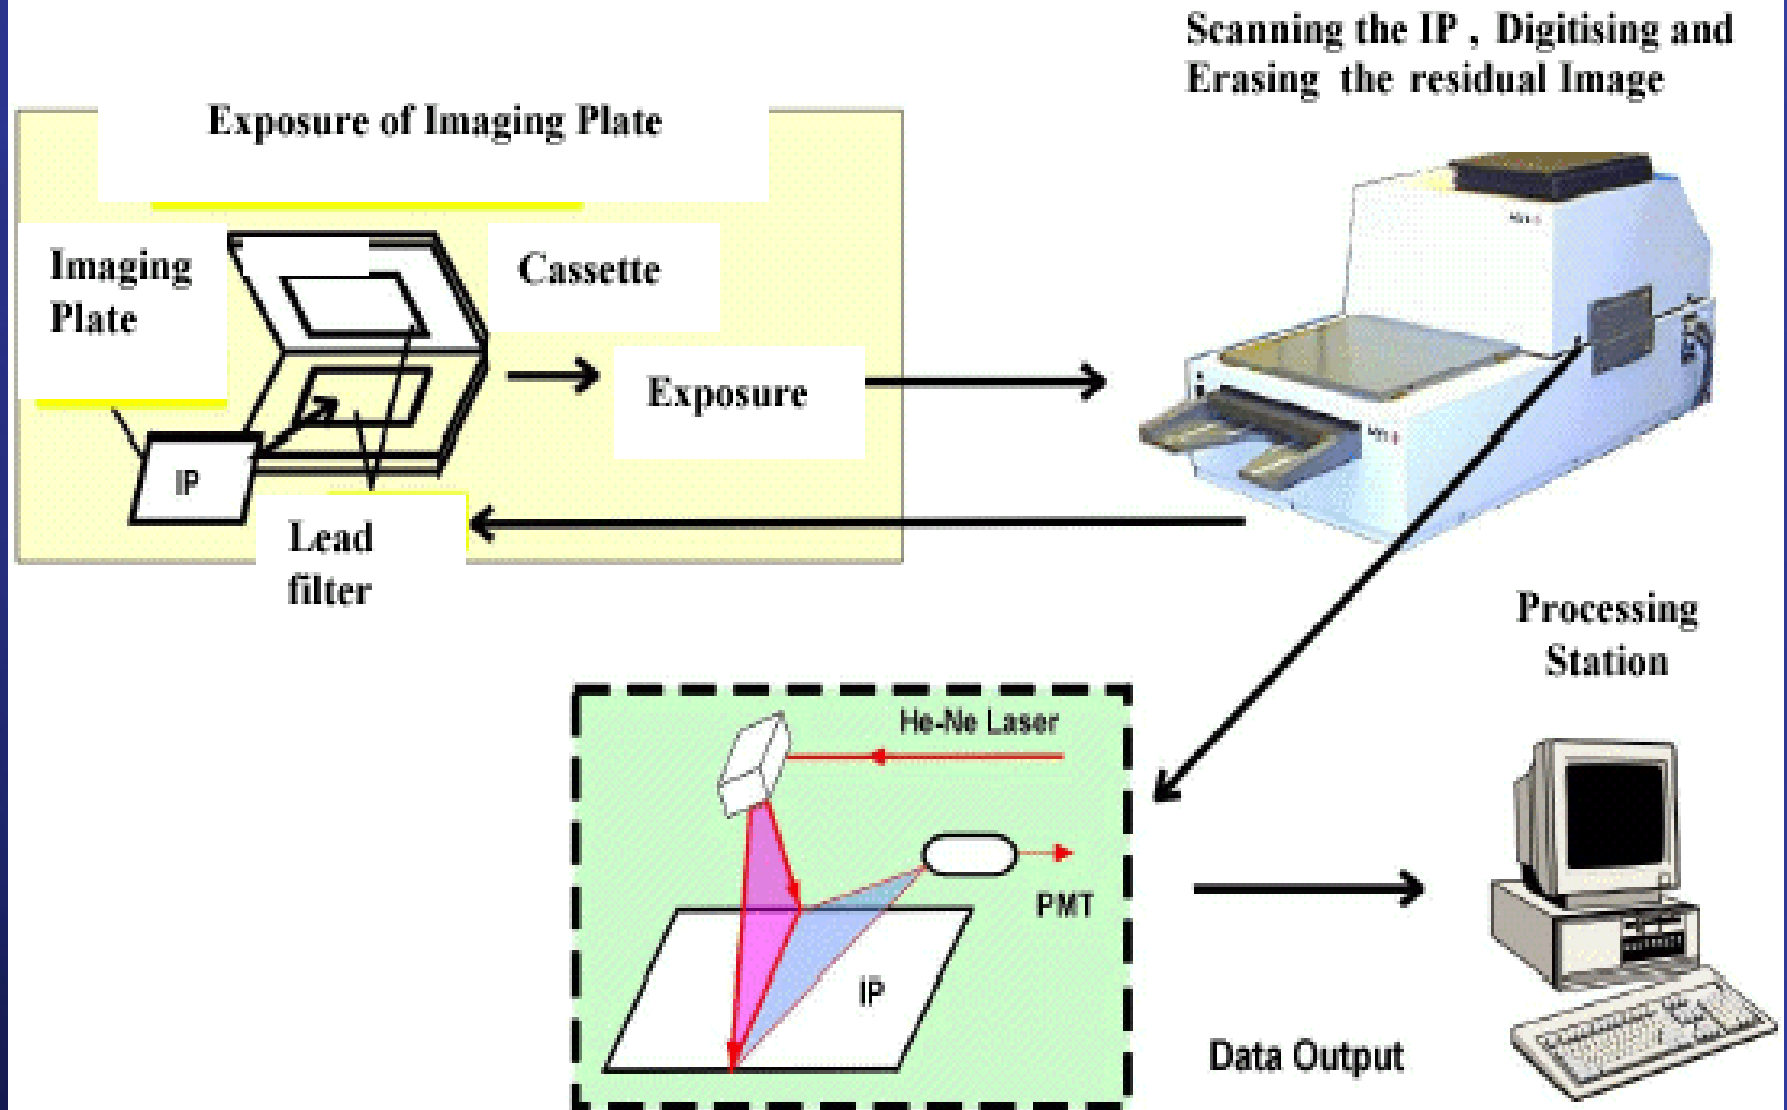 Scanning the IP , Digitising and
Erasing the residual Image
Exposure of Imaging Plate
Imaging
Plate
Cassette
Exposure
IP
Lead
filter
Processing
Station
He-Ne Laser
PMT
IP
Data Output